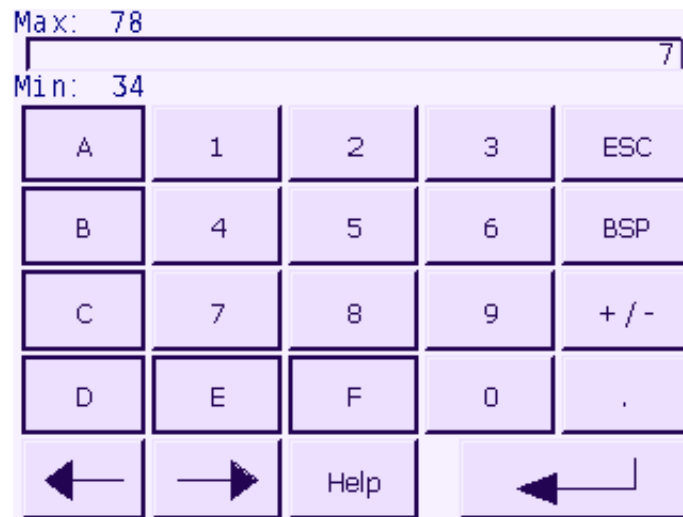 Max: 78
7
Min: 34
A 1 2 3 ESC
B 4 5 6 BSP
C 7 8 9 +/-
D E F 0 .
Help